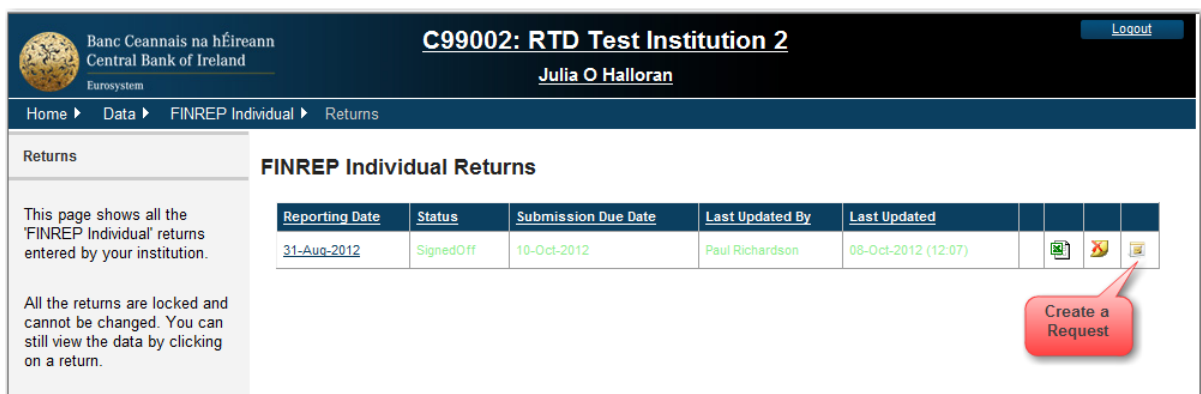 Banc Ceannais na hÉireann
Central Bank of Ireland
Eurosystem
C99002: RTD Test Institution 2
Julia O Halloran
Logout
Home Data FINREP Individual Returns
Returns
This page shows all the
'FINREP Individual' returns
entered by your institution.
All the returns are locked and
cannot be changed. You can
still view the data by clicking
on a return.
FINREP Individual Returns
Reporting Date Status Submission Due Date Last Updated By Last Updated
31-Aug-2012 SignedOff 10-Oct-2012 Paul Richardson 08-Oct-2012 (12:07)
Create a
Request